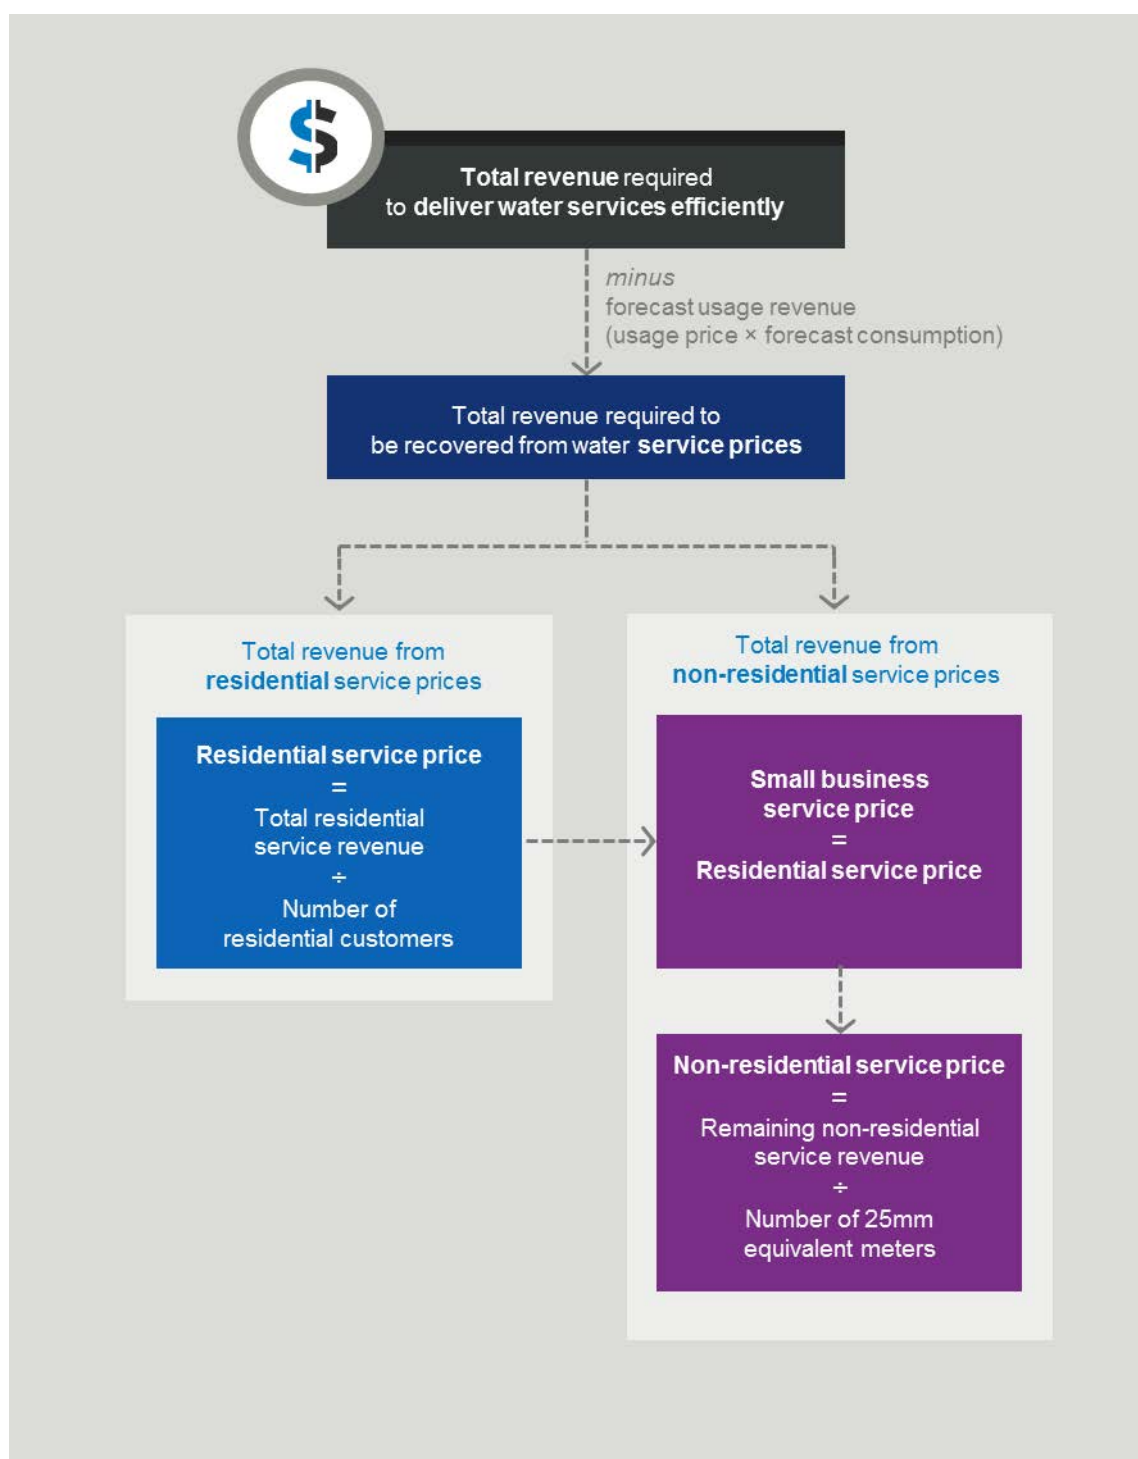 $
Total revenue required
to deliver water services efficiently
minus
forecast usage revenue
(usage price × forecast consumption)
Total revenue required to
be recovered from water service prices
Total revenue from
residential service prices
Residential service price
=
Total residential
service revenue
÷
Number of
residential customers
Total revenue from
non-residential service prices
Small business
service price
=
Residential service price
Non-residential service price
=
Remaining non-residential
service revenue
÷
Number of 25mm
equivalent meters